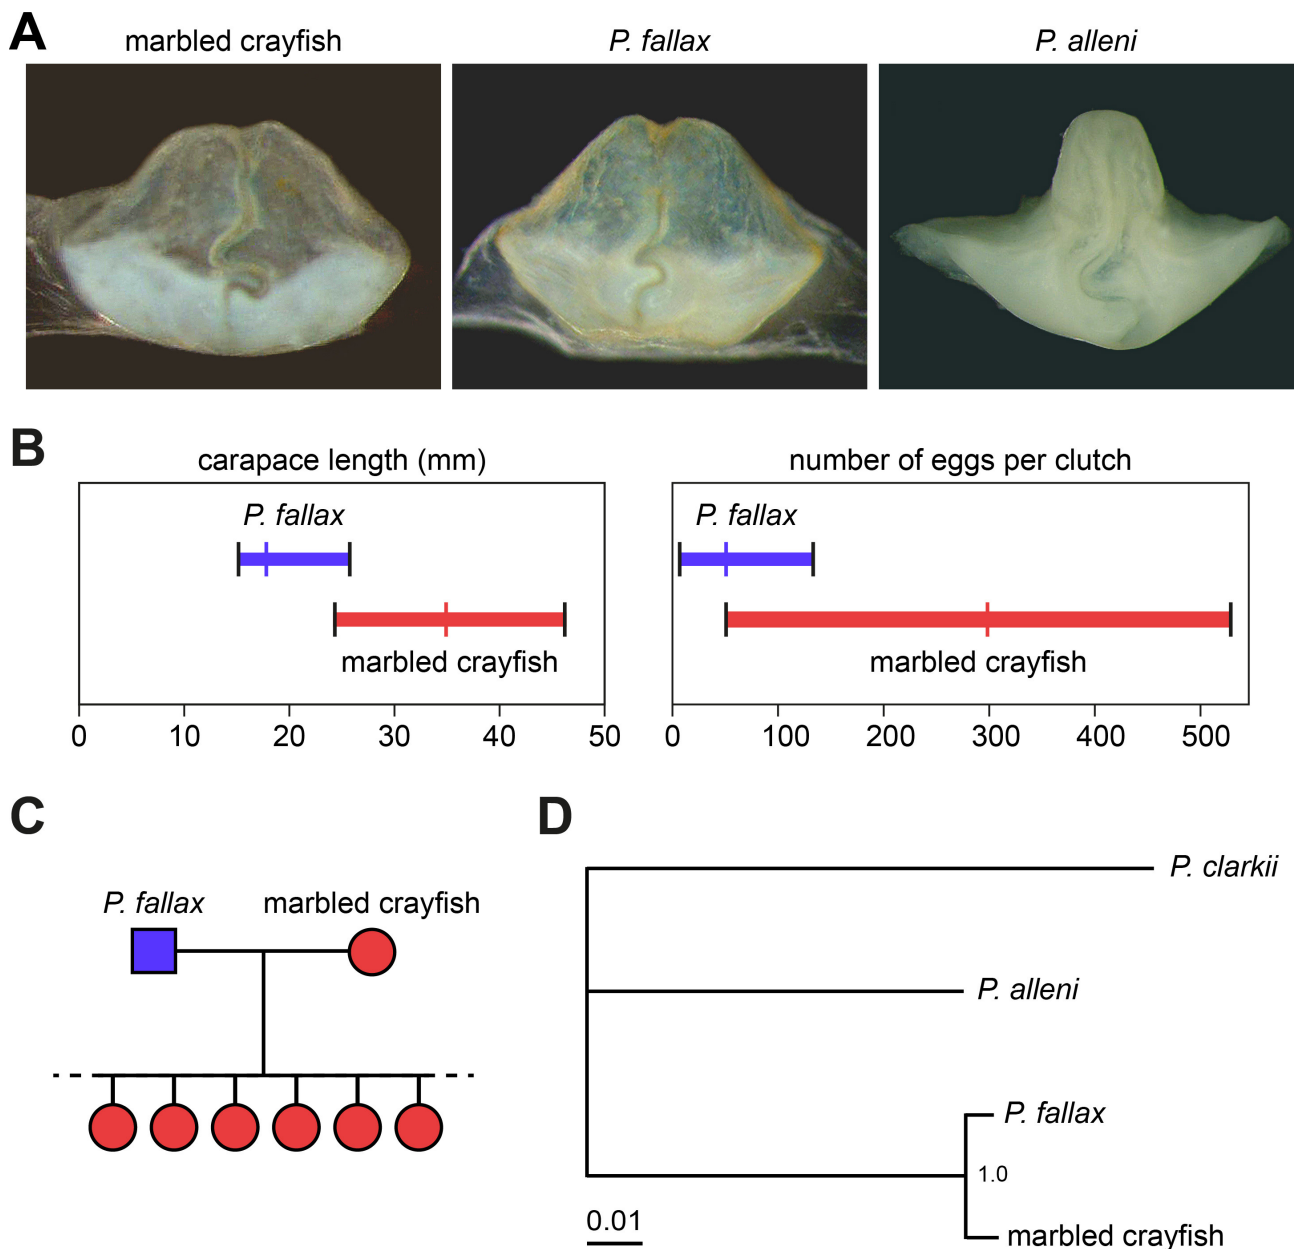 A
marbled crayfish
P. fallax
P. alleni
B
carapace length (mm)
P. fallax
marbled crayfish
0 10 20 30 40 50
number of eggs per clutch
P. fallax
marbled crayfish
0 100 200 300 400 500
C
P. fallax marbled crayfish
D
P. clarkii
P. alleni
P. fallax
1.0
marbled crayfish
0.01